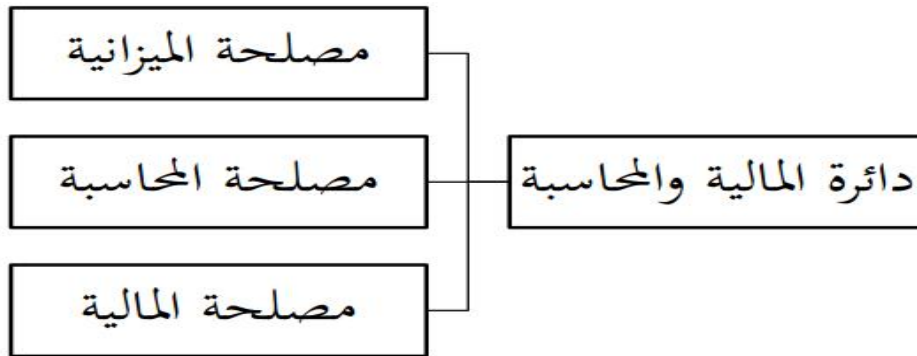 دائرة المالية والمحاسبة
مصلحة الميزانية
مصلحة المحاسبة
مصلحة المالية